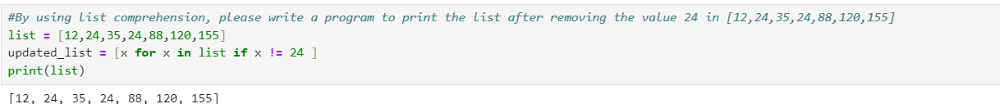 #By using list comprehension, please write a program to print the list after removing the value 24 in [12,24,35,24,88,120,155]
list = [12,24,35,24,88,120,155]
updated_list = [x for x in list if x != 24 ]
print(list)
[12, 24, 35, 24, 88, 120, 155]